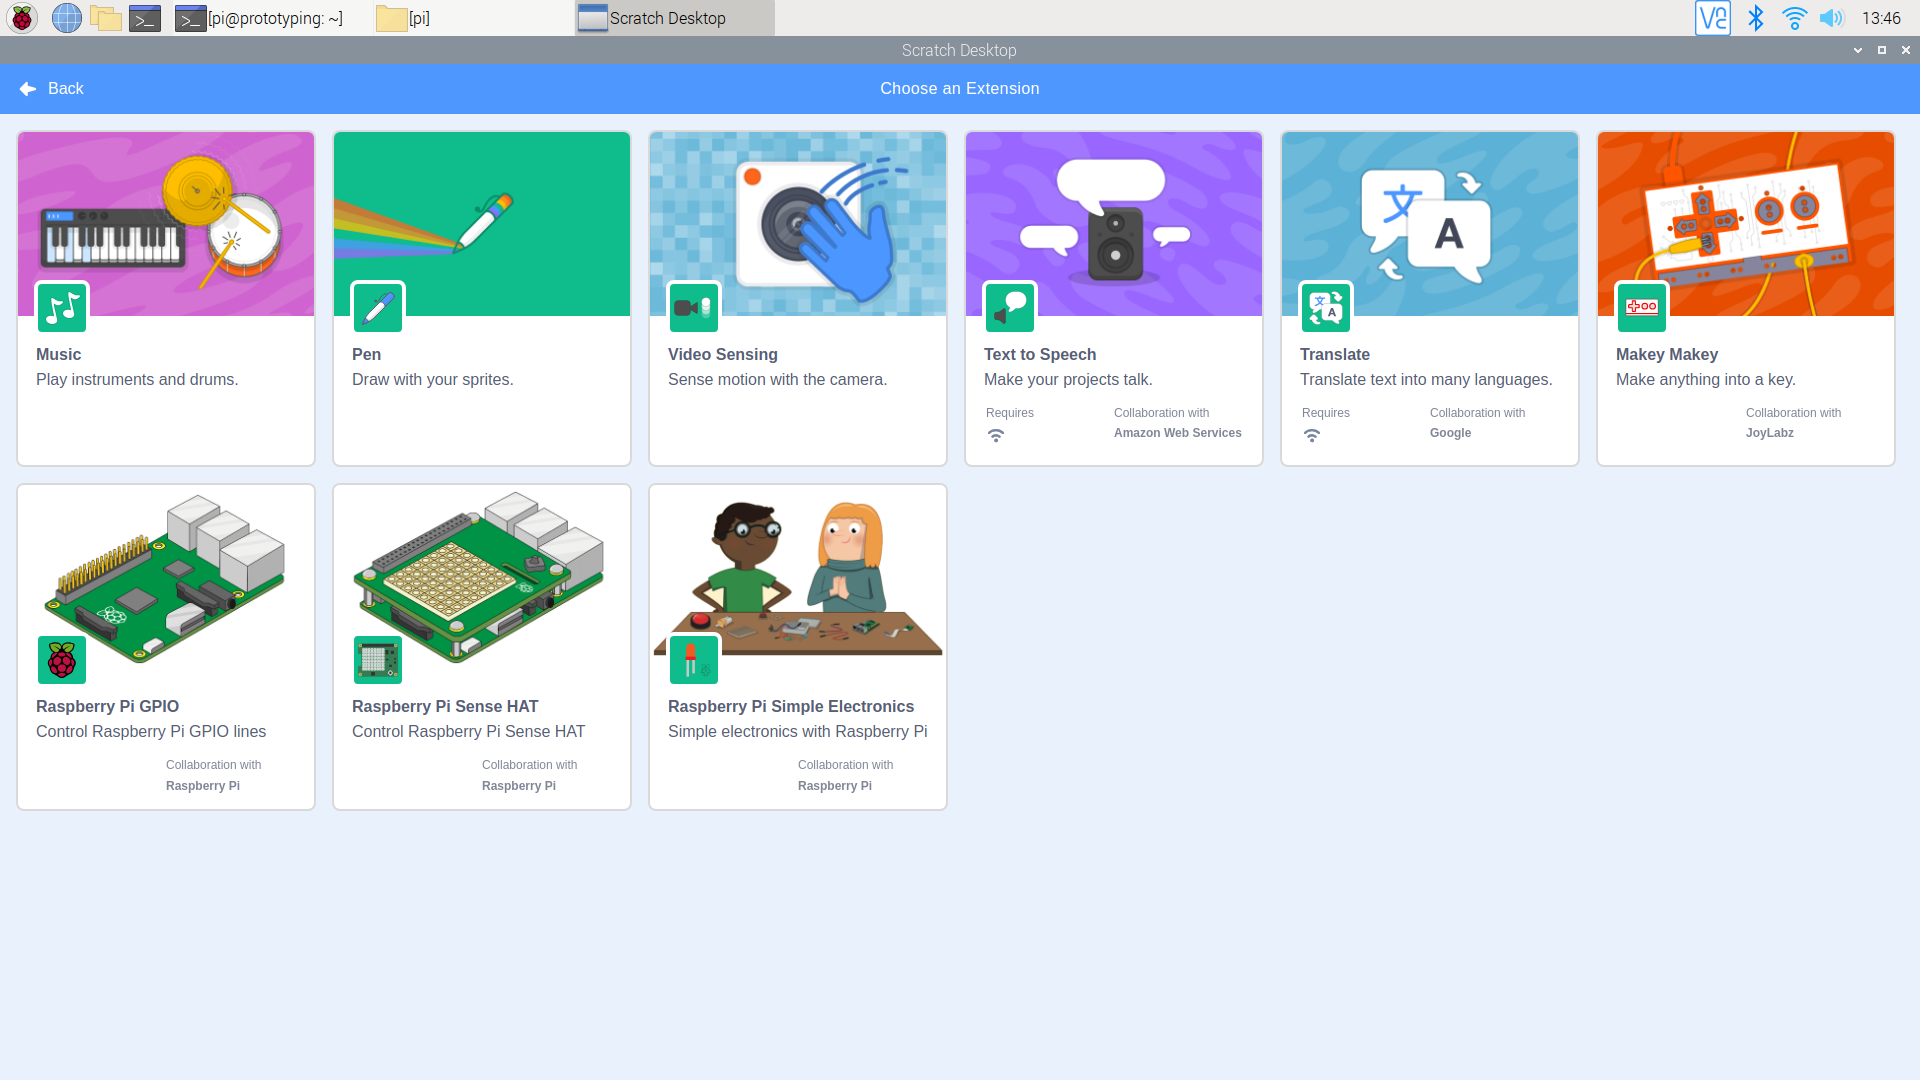 [pi@prototyping: ~]
[pi]
Scratch Desktop
VNC
13:46
Scratch Desktop
Back
Choose an Extension
文
A
Music
Play instruments and drums.
Pen
Draw with your sprites.
Video Sensing
Sense motion with the camera.
Text to Speech
Make your projects talk.
Requires
Collaboration with
Amazon Web Services
文
A
Translate
Translate text into many languages.
Requires
Collaboration with
Google
Makey Makey
Make anything into a key.
Collaboration with
JoyLabz
Raspberry Pi GPIO
Control Raspberry Pi GPIO lines
Collaboration with
Raspberry Pi
Raspberry Pi Sense HAT
Control Raspberry Pi Sense HAT
Collaboration with
Raspberry Pi
Raspberry Pi Simple Electronics
Simple electronics with Raspberry Pi
Collaboration with
Raspberry Pi